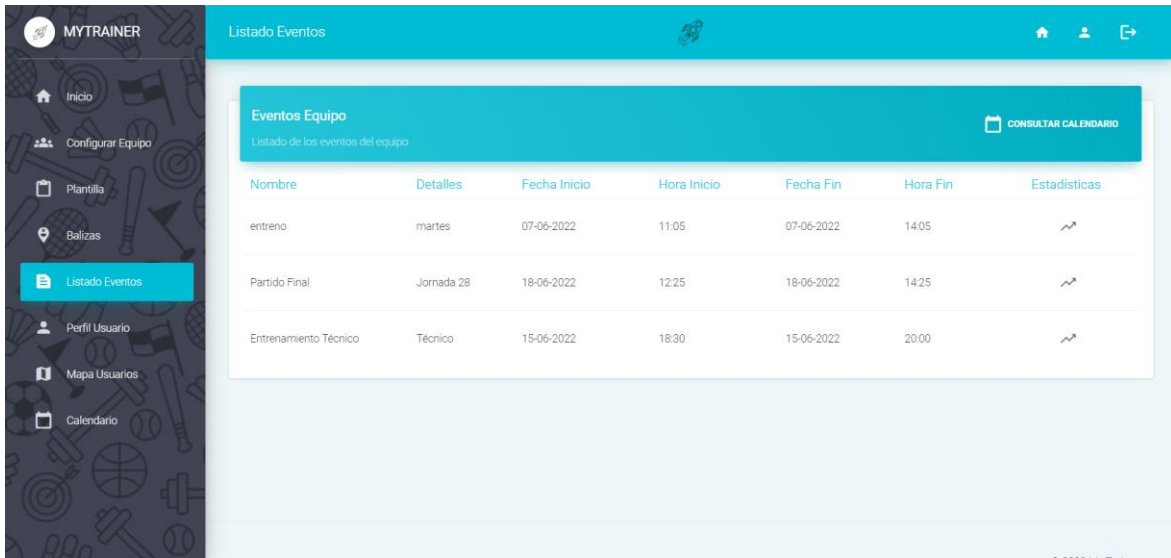 MYTRAINER
Inicio
Configurar Equipo
Plantilla
Balizas
Listado Eventos
Perfil Usuario
Mapa Usuarios
Calendario
Listado Eventos
Eventos Equipo
Listado de los eventos del equipo
CONSULTAR CALENDARIO
Nombre Detalles Fecha Inicio Hora Inicio Fecha Fin Hora Fin Estadísticas
entreno martes 07-06-2022 11:05 07-06-2022 14:05
Partido Final Jornada 28 18-06-2022 12:25 18-06-2022 14:25
Entrenamiento Técnico Técnico 15-06-2022 18:30 15-06-2022 20:00